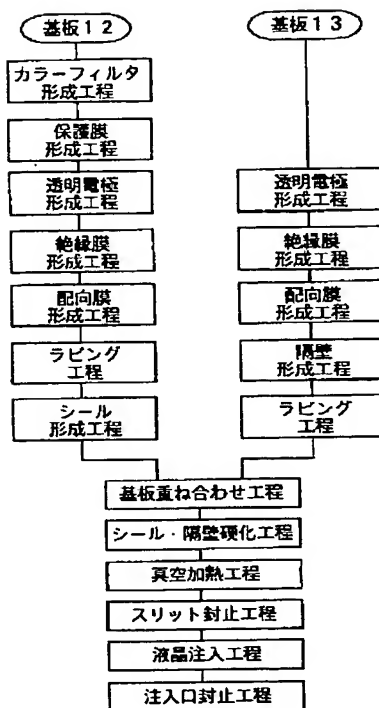 基板12
カラーフィルタ
形成工程
保護膜
形成工程
透明電極
形成工程
絶縁膜
形成工程
配向膜
形成工程
ラビング
工程
シール
形成工程
基板13
透明電極
形成工程
絶縁膜
形成工程
配向膜
形成工程
隔壁
形成工程
ラビング
工程
基板重ね合わせ工程
シール・隔壁硬化工程
真空加熱工程
スリット封止工程
液晶注入工程
注入口封止工程